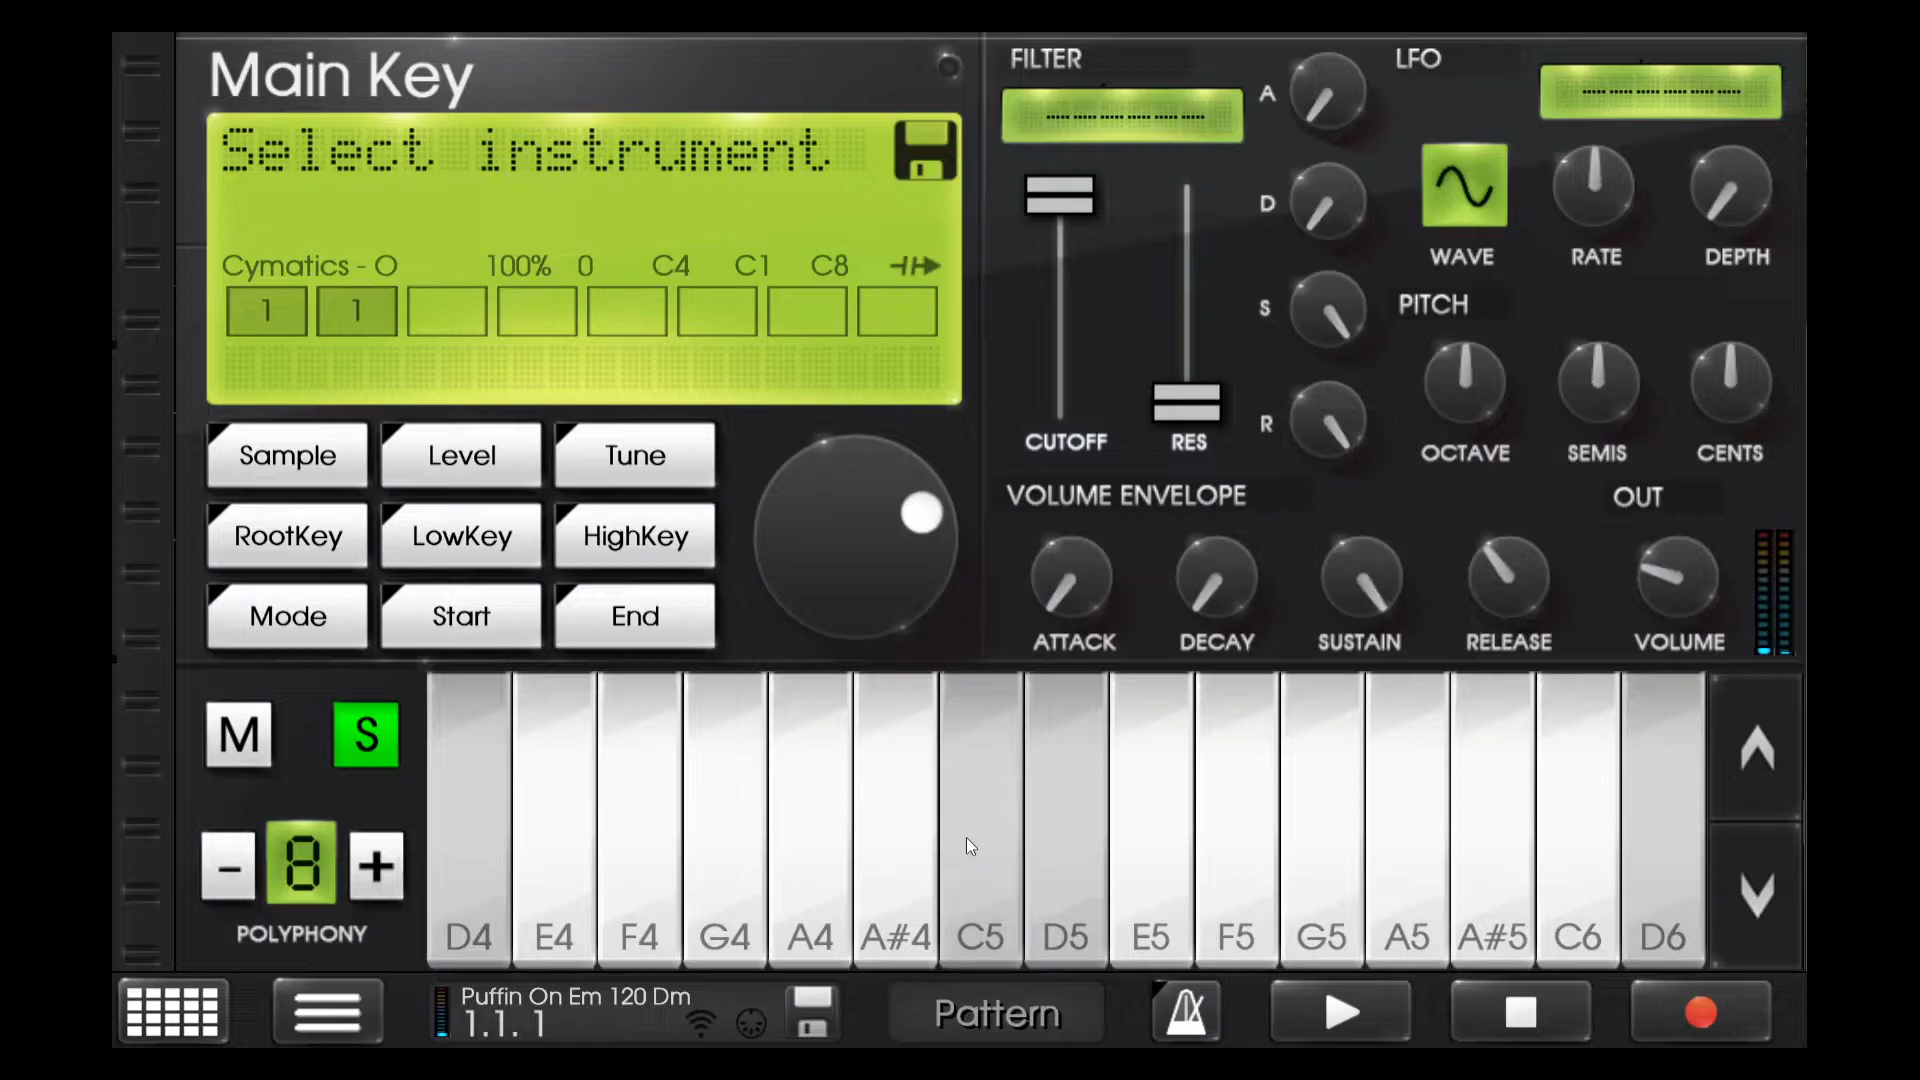 Main Key
Select instrument
Cymatics - O 100% 0 C4 C1 C8
1 1
Sample Level Tune
RootKey LowKey HighKey
Mode Start End
FILTER
----- ----- ----- ----- -----
CUTOFF RES
A
D
S
R
LFO
----- ----- ----- ----- -----
WAVE RATE DEPTH
PITCH
OCTAVE SEMIS CENTS
VOLUME ENVELOPE
ATTACK DECAY SUSTAIN RELEASE
OUT
VOLUME
M S
- 8 +
POLYPHONY
D4 E4 F4 G4 A4 A#4 C5 D5 E5 F5 G5 A5 A#5 C6 D6
Puffin On Em 120 Dm
1.1. 1
Pattern